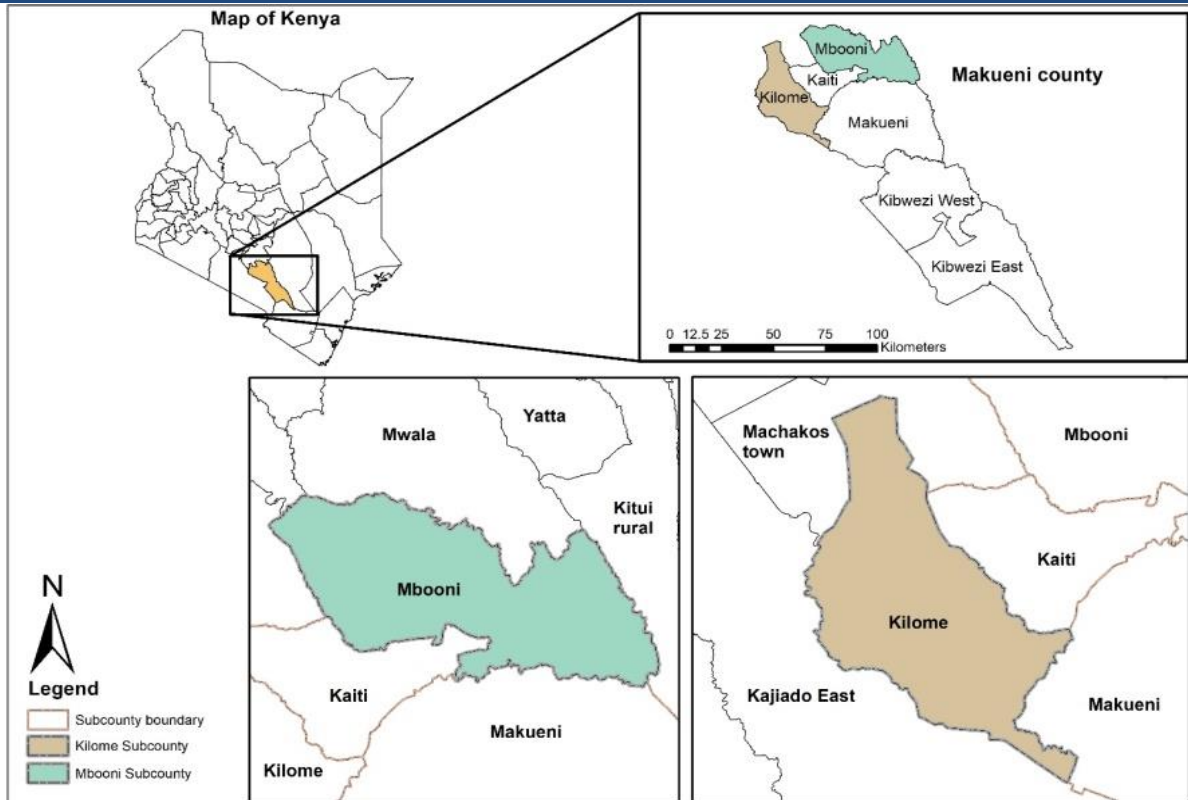 Map of Kenya
Makueni county
Mbooni
Kaiti
Kilome
Makueni
Kibwezi West
Kibwezi East
0 12.5 25 50 75 100
Kilometers
Mwala
Yatta
Kitui
rural
Mbooni
Kaiti
Makueni
Kilome
Machakos
town
Mbooni
Kaiti
Kilome
Kajiado East
Makueni
N
Legend
Subcounty boundary
Kilome Subcounty
Mbooni Subcounty